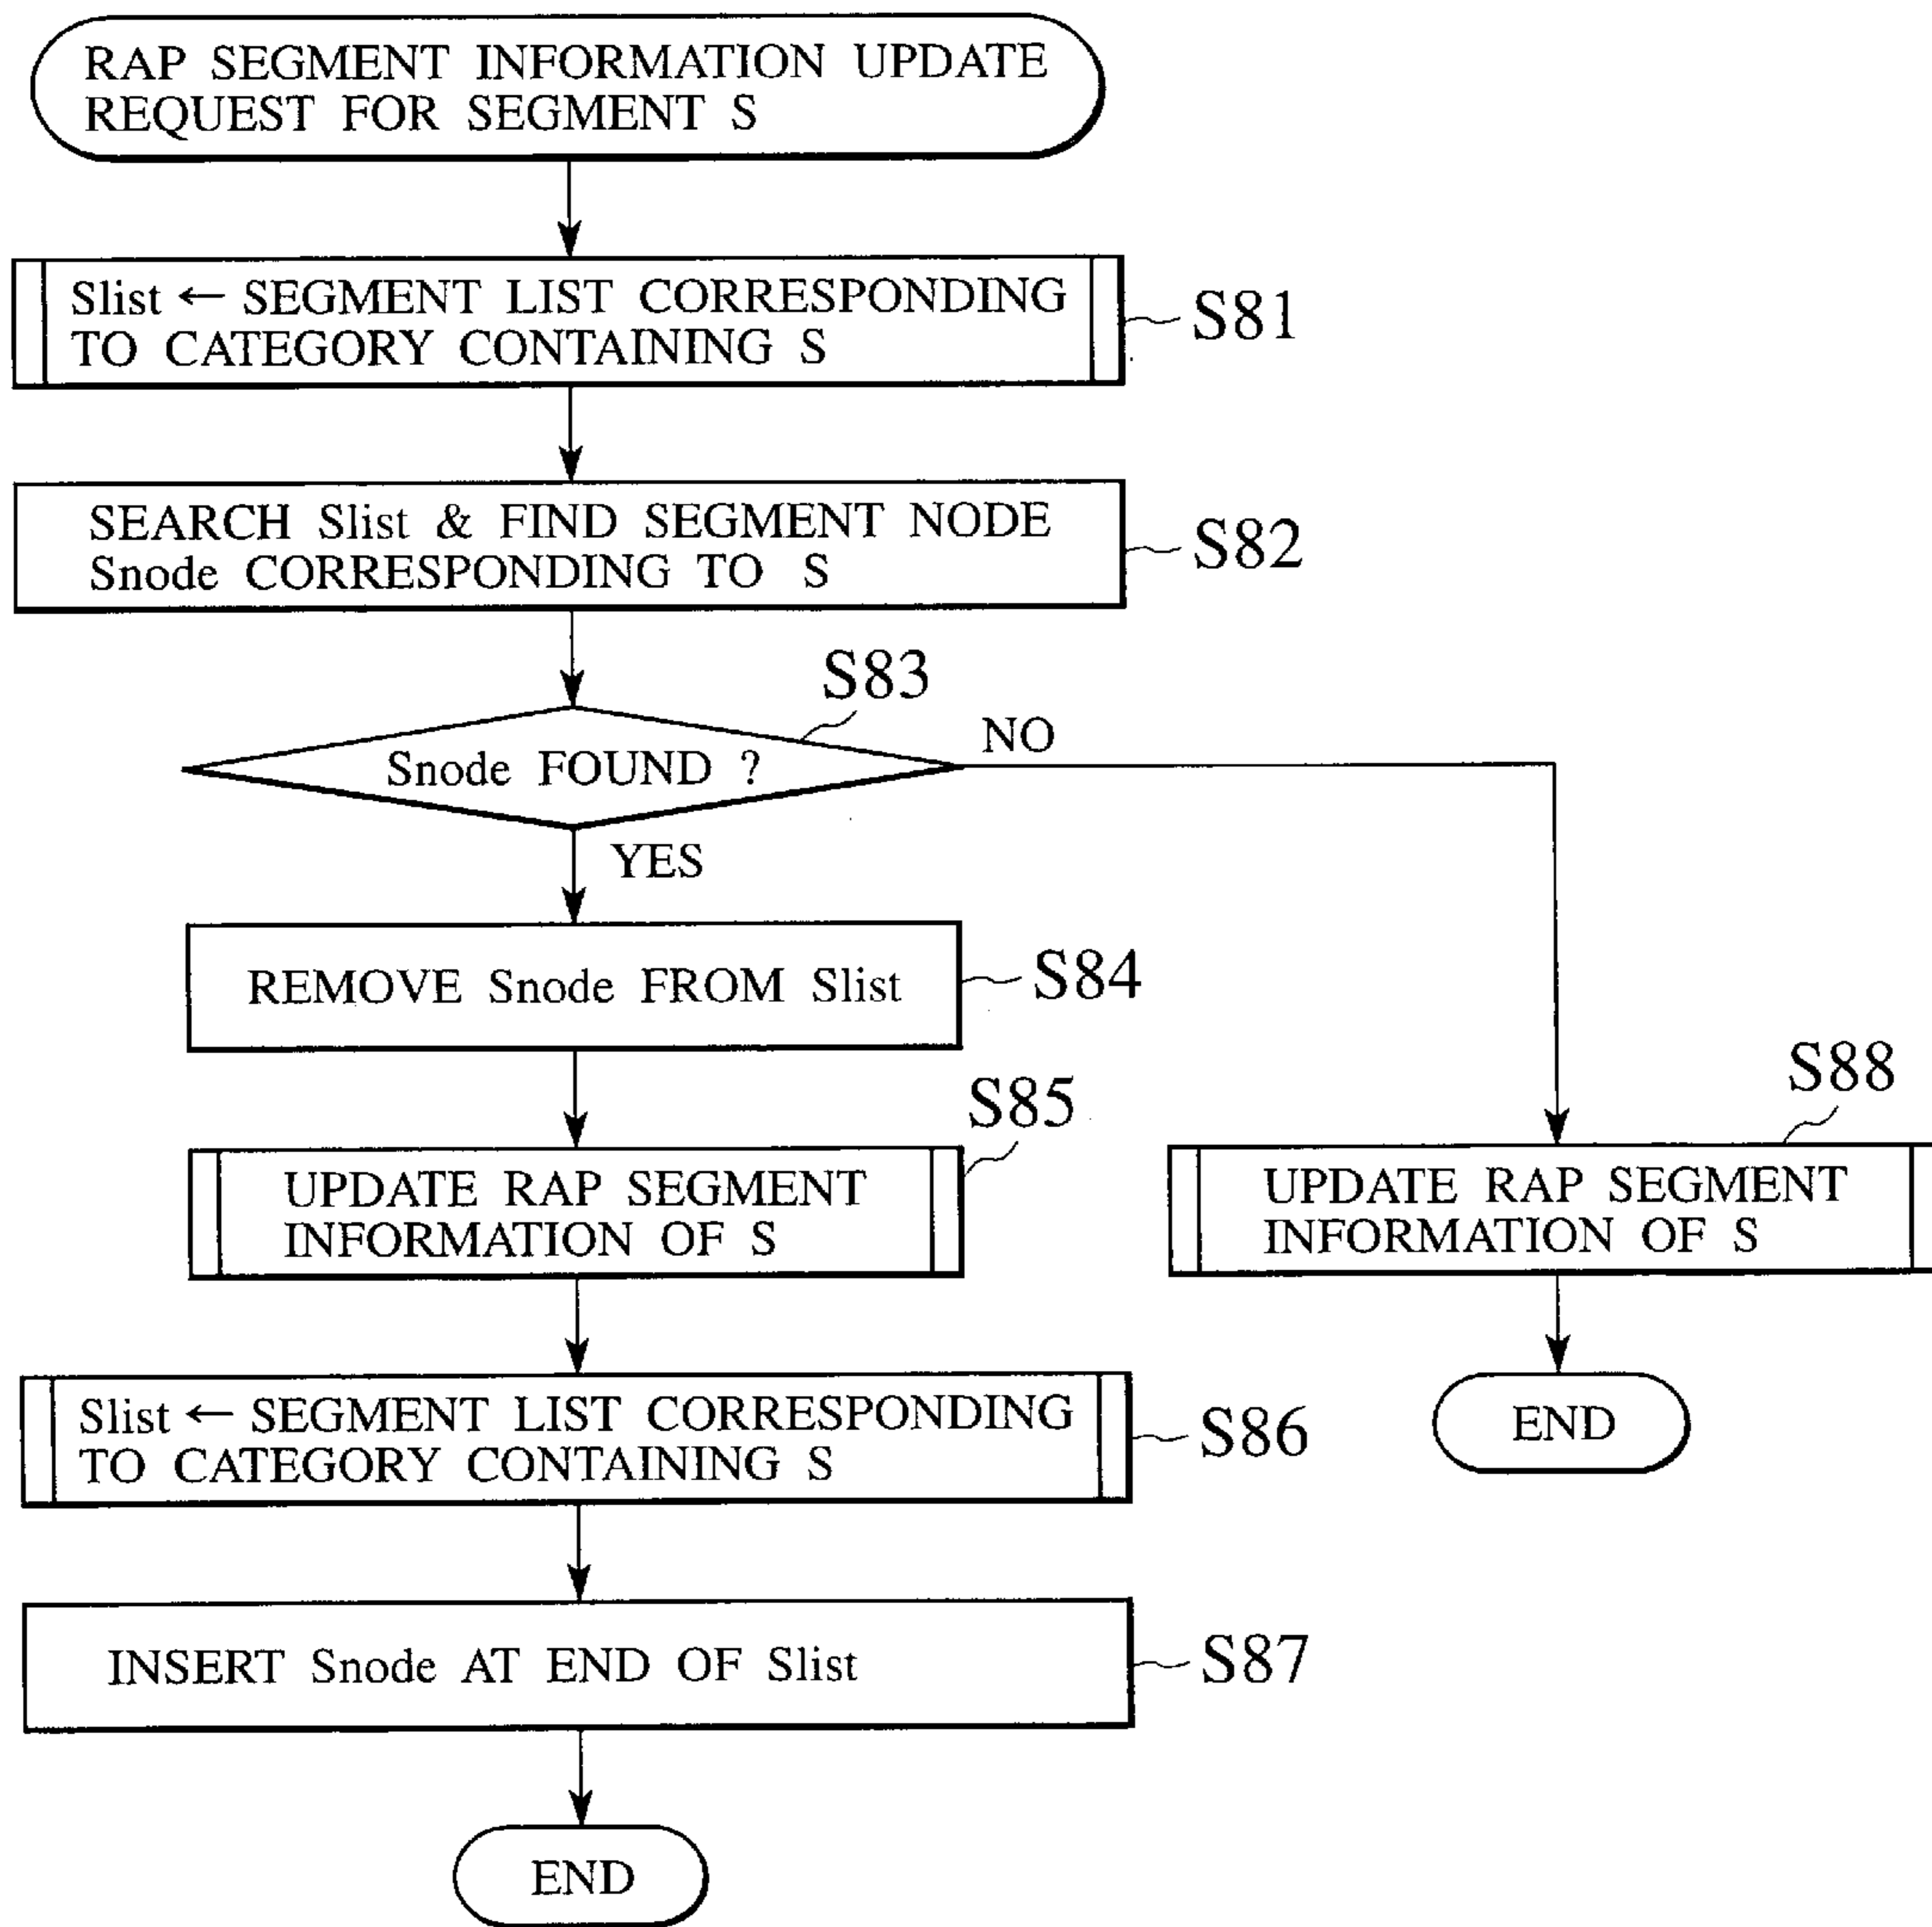 RAP SEGMENT INFORMATION UPDATE
REQUEST FOR SEGMENT S
Slist ← SEGMENT LIST CORRESPONDING
TO CATEGORY CONTAINING S
S81
SEARCH Slist & FIND SEGMENT NODE
Snode CORRESPONDING TO S
S82
S83
Snode FOUND ?
NO
YES
REMOVE Snode FROM Slist
S84
S85
UPDATE RAP SEGMENT
INFORMATION OF S
S88
UPDATE RAP SEGMENT
INFORMATION OF S
END
Slist ← SEGMENT LIST CORRESPONDING
TO CATEGORY CONTAINING S
S86
INSERT Snode AT END OF Slist
S87
END